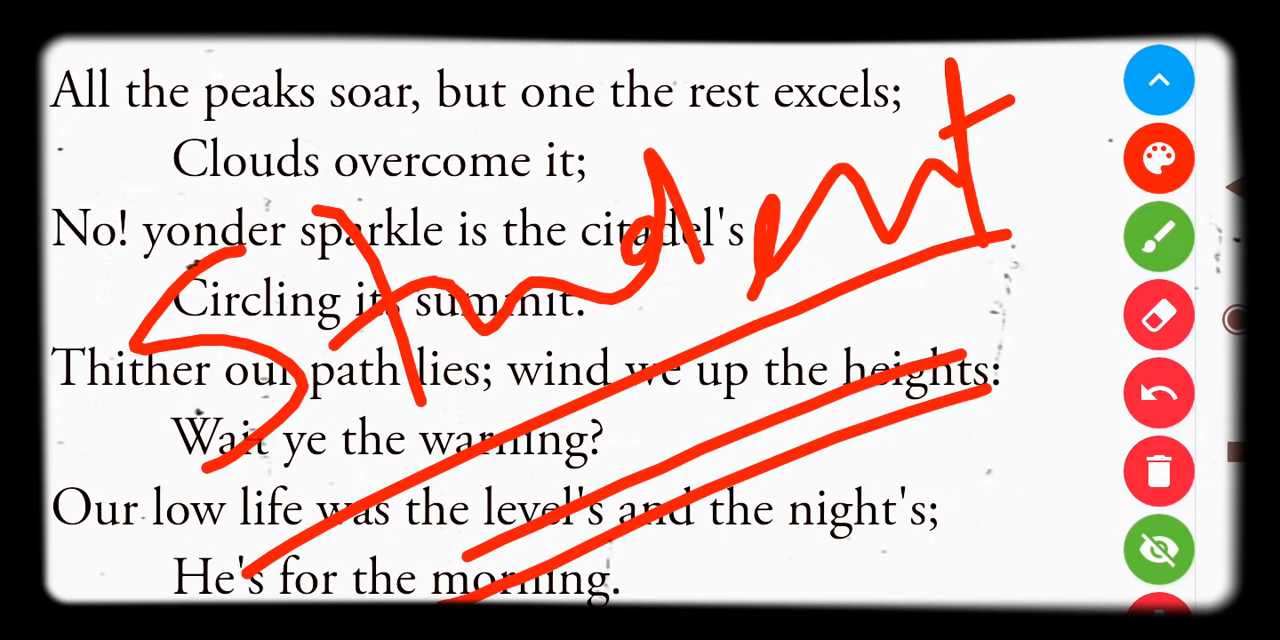 All the peaks soar, but one the rest excels;
Clouds overcome it;
No! yonder sparkle is the citadel's
Circling its summit.
Thither our path lies; wind we up the heights:
Wait ye the warning?
Our low life was the level's and the night's;
He's for the morning.
Student